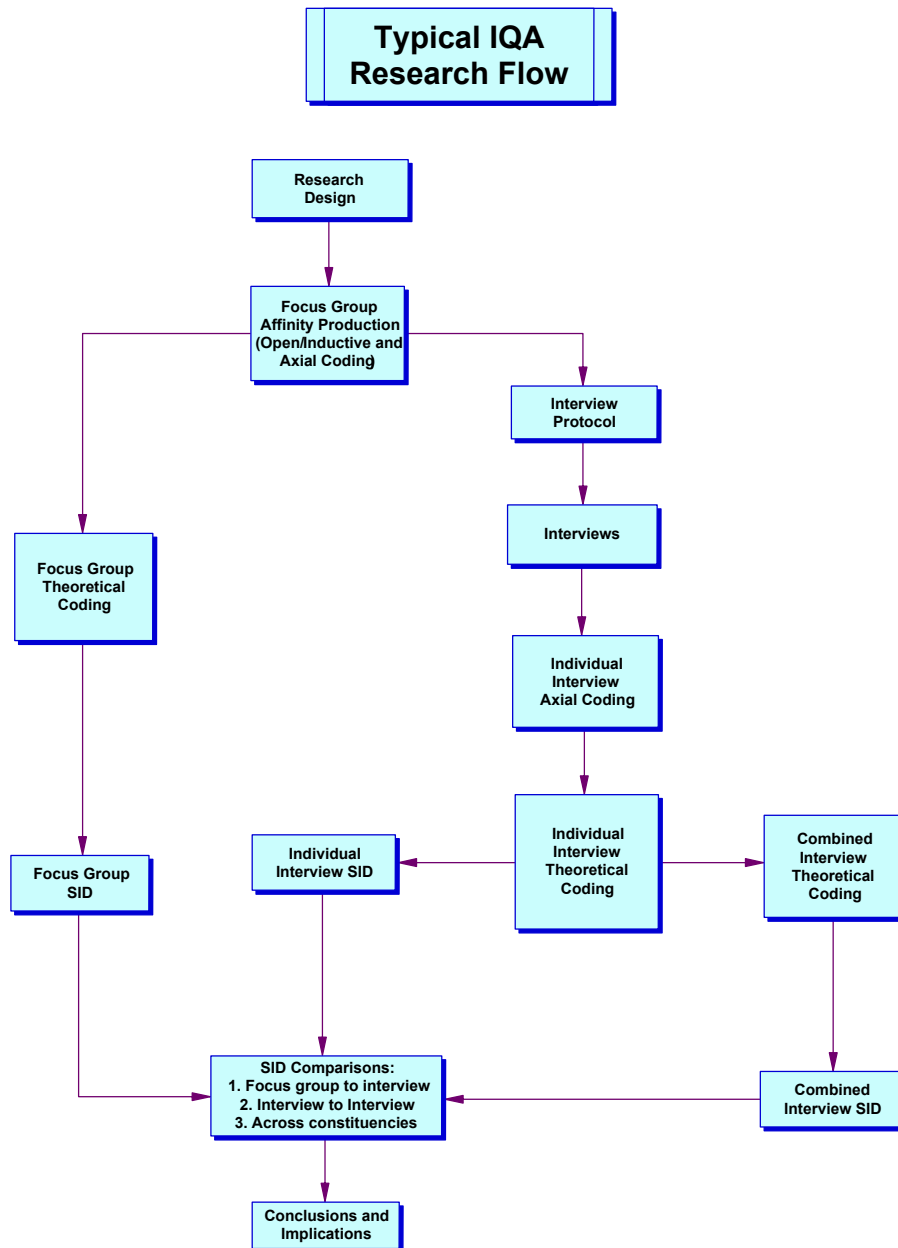 Typical IQA
Research Flow
Research
Design
Focus Group
Affinity Production
(Open/Inductive and
Axial Coding)
Interview
Protocol
Interviews
Focus Group
Theoretical
Coding
Individual
Interview
Axial Coding
Individual
Interview
Theoretical
Coding
Combined
Interview
Theoretical
Coding
Individual
Interview SID
Focus Group
SID
SID Comparisons:
1. Focus group to interview
2. Interview to Interview
3. Across constituencies
Combined
Interview SID
Conclusions and
Implications